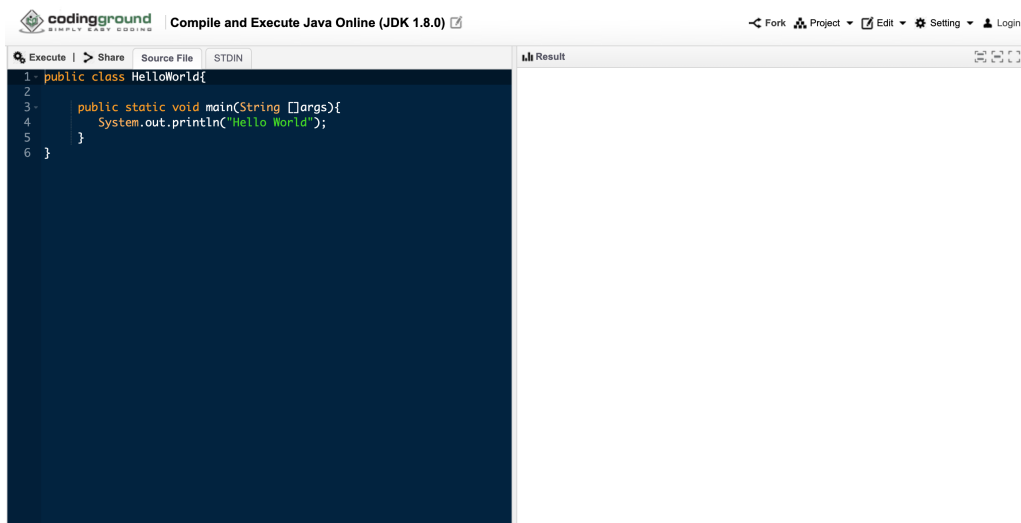 codingground
SIMPLY EASY CODING
Compile and Execute Java Online (JDK 1.8.0)
Fork Project Edit Setting Login
Execute | Share Source File STDIN
Result
1 public class HelloWorld{
2
3 public static void main(String []args){
4 System.out.println("Hello World");
5 }
6 }